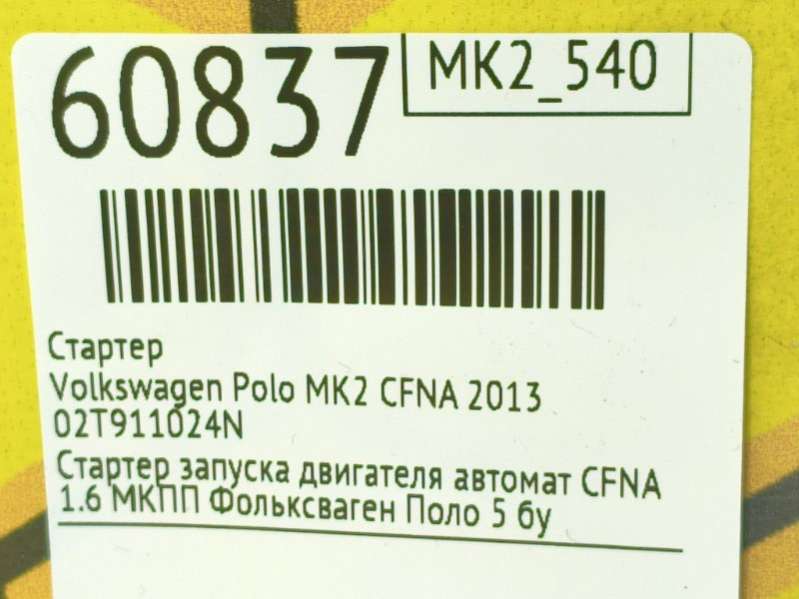 60837
MK2_540
Стартер
Volkswagen Polo MK2 CFNA 2013
02T911024N
Стартер запуска двигателя автомат CFNA
1.6 МКПП Фольксваген Поло 5 бу